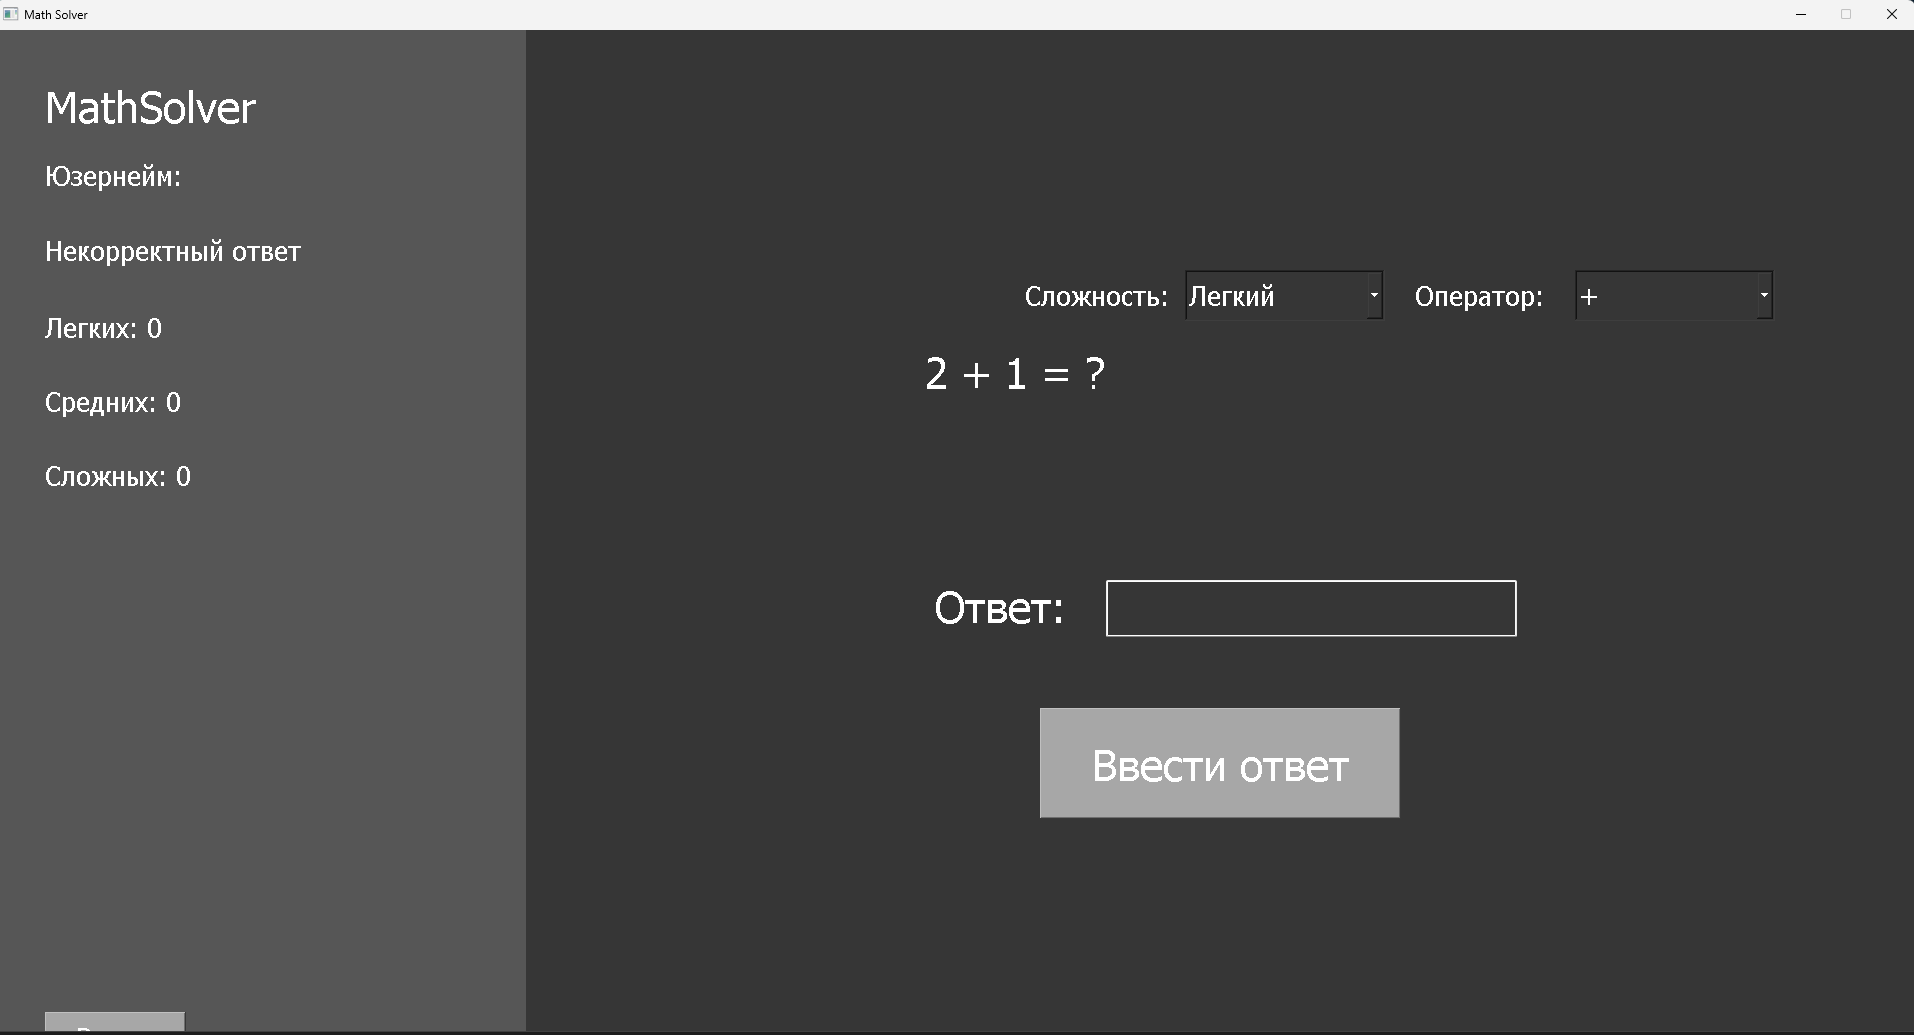 Math Solver
MathSolver
Юзернейм:
Некорректный ответ
Легких: 0
Средних: 0
Сложных: 0
Сложность: Легкий Оператор: +
2 + 1 = ?
Ответ:
Ввести ответ